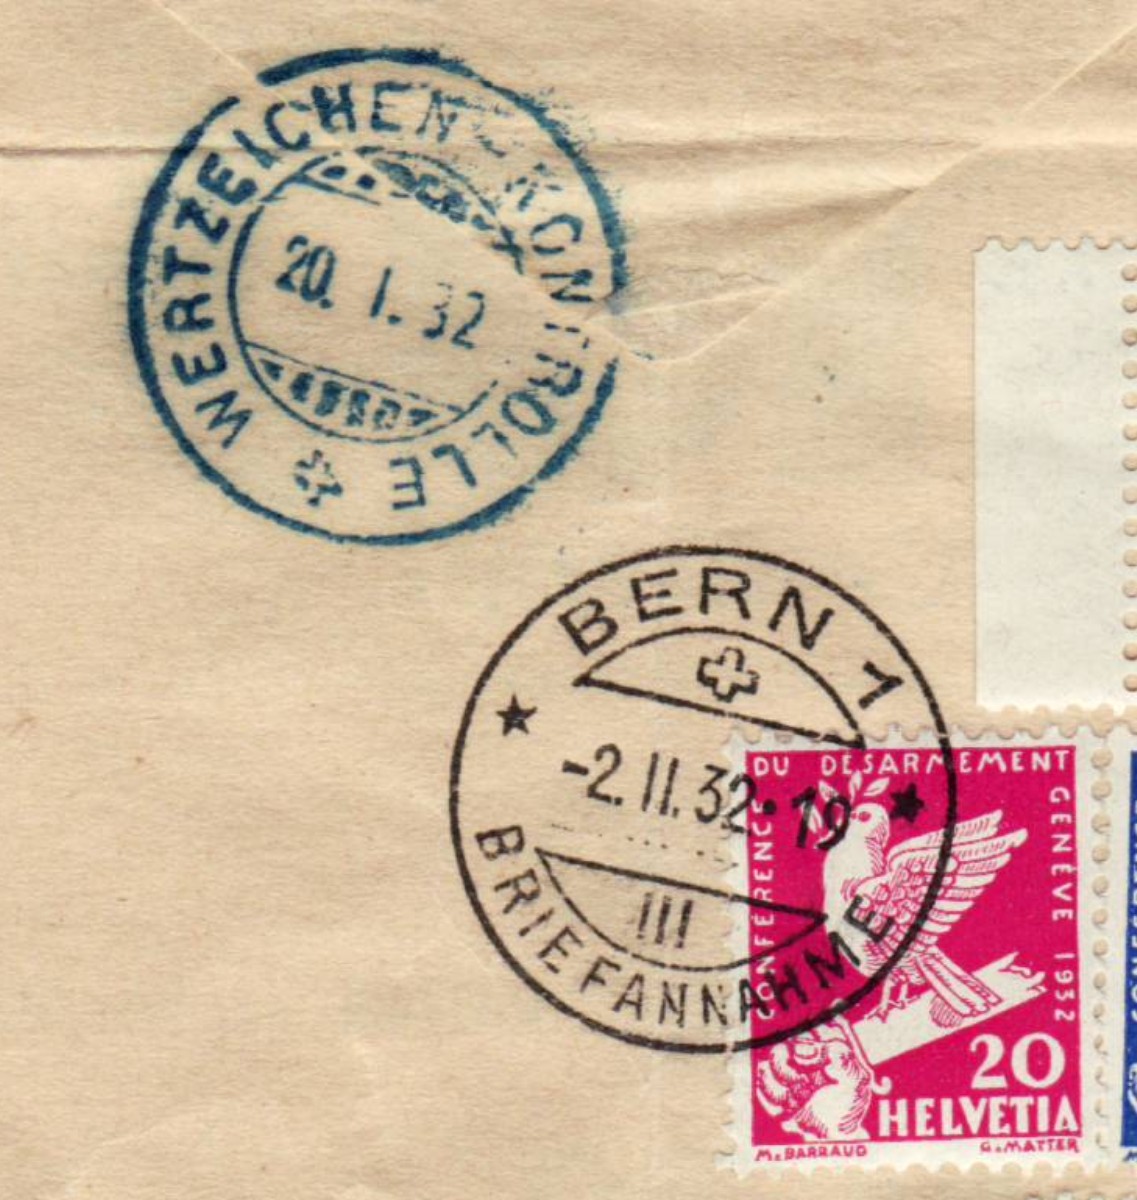 WERTZEICHEN-KONTROLLE
20. I. 32
BERN 1
-2.II.32·19
III
BRIEFANNAHME
CONFÉRENCE DU DÉSARMEMENT GENÈVE 1932
20
HELVETIA
M. BARRAUD G. MATTER